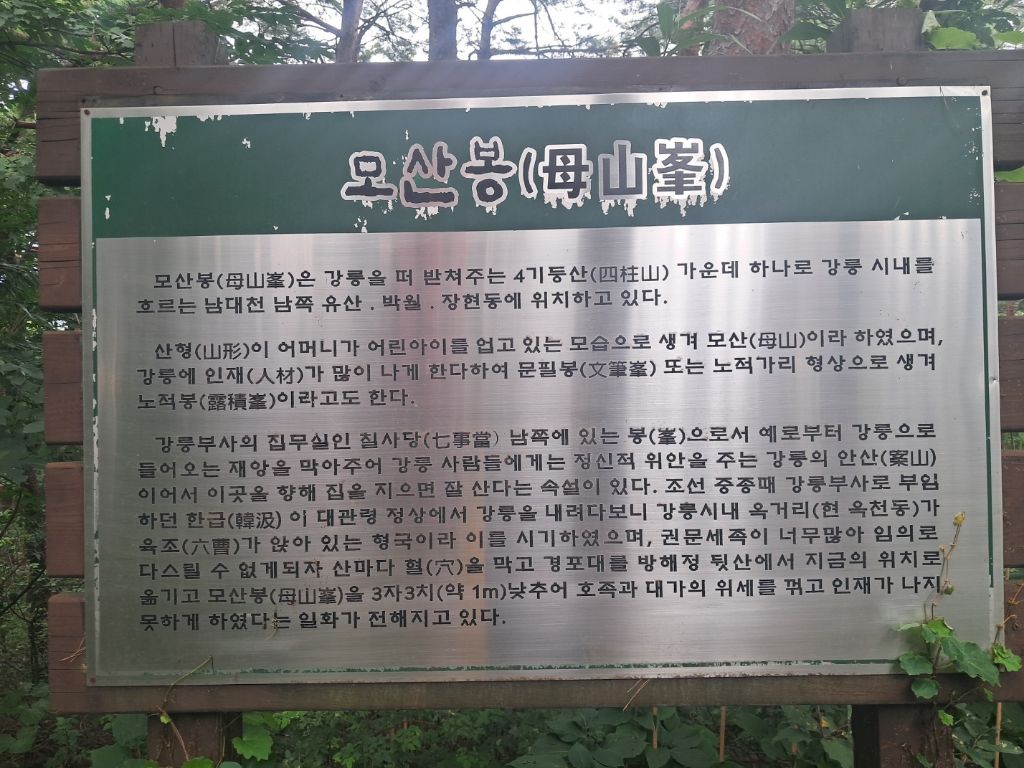 모산봉(母山峯)
모산봉(母山峯)은 강릉을 떠 받쳐주는 4기둥산(四柱山) 가운데 하나로 강릉 시내를
흐르는 남대천 남쪽 유산 . 박월 . 장현동에 위치하고 있다.
산형(山形)이 어머니가 어린아이를 업고 있는 모습으로 생겨 모산(母山)이라 하였으며,
강릉에 인재(人材)가 많이 나게 한다하여 문필봉(文筆峯) 또는 노적가리 형상으로 생겨
노적봉(露積峯)이라고도 한다.
강릉부사의 집무실인 칠사당(七事當) 남쪽에 있는 봉(峯)으로서 예로부터 강릉으로
들어오는 재앙을 막아주어 강릉 사람들에게는 정신적 위안을 주는 강릉의 안산(案山)
이어서 이곳을 향해 집을 지으면 잘 산다는 속설이 있다. 조선 중종때 강릉부사로 부임
하던 한급(韓汲) 이 대관령 정상에서 강릉을 내려다보니 강릉시내 옥거리(현 옥천동)가
육조(六曹)가 앉아 있는 형국이라 이를 시기하였으며, 권문세족이 너무많아 임의로
다스릴 수 없게되자 산마다 혈(穴)을 막고 경포대를 방해정 뒷산에서 지금의 위치로
옮기고 모산봉(母山峯)을 3자3치(약 1m)낮추어 호족과 대가의 위세를 꺾고 인재가 나지
못하게 하였다는 일화가 전해지고 있다.